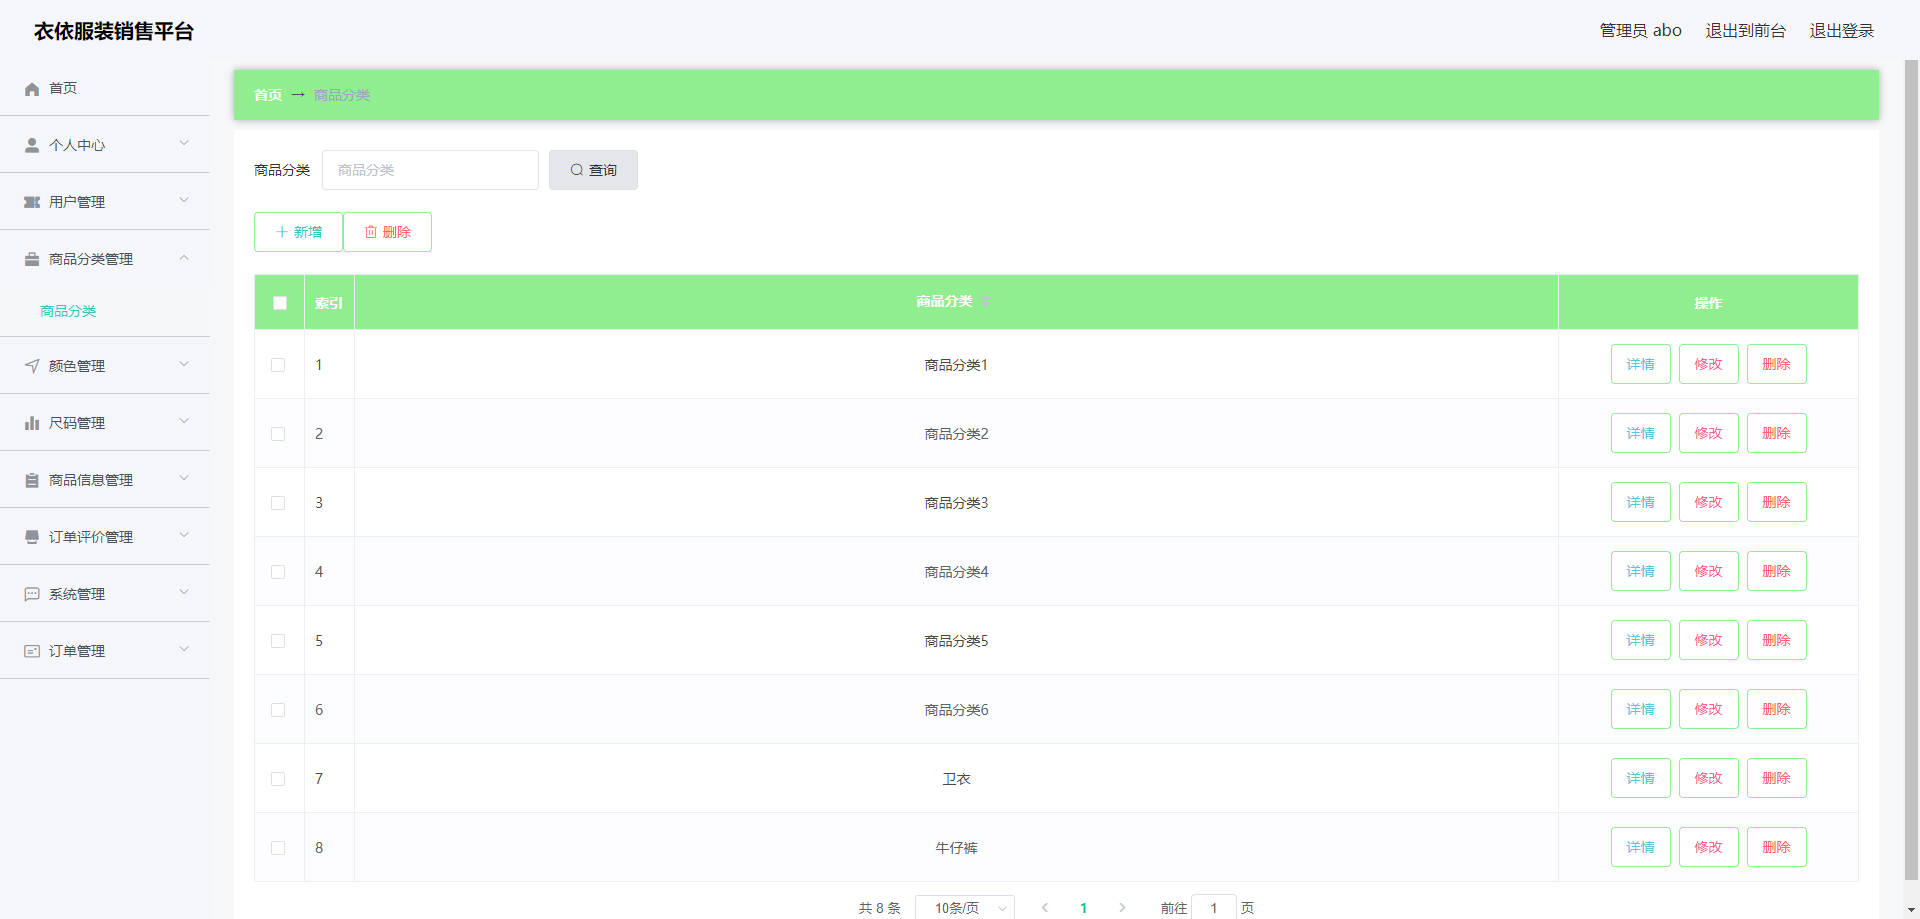 衣依服装销售平台
管理员 abo 退出到前台 退出登录
首页
个人中心
用户管理
商品分类管理
商品分类
颜色管理
尺码管理
商品信息管理
订单评价管理
系统管理
订单管理
首页 → 商品分类
商品分类 商品分类 查询
新增 删除
索引 商品分类 操作
1 商品分类1 详情 修改 删除
2 商品分类2 详情 修改 删除
3 商品分类3 详情 修改 删除
4 商品分类4 详情 修改 删除
5 商品分类5 详情 修改 删除
6 商品分类6 详情 修改 删除
7 卫衣 详情 修改 删除
8 牛仔裤 详情 修改 删除
共 8 条 10条/页 1 前往 1 页